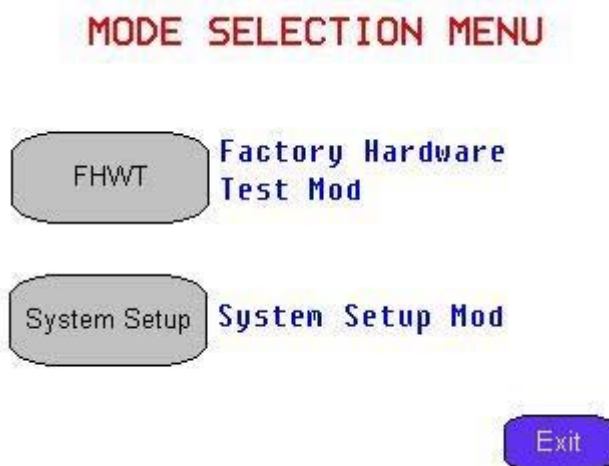 MODE SELECTION MENU
FHWT
Factory Hardware
Test Mod
System Setup
System Setup Mod
Exit